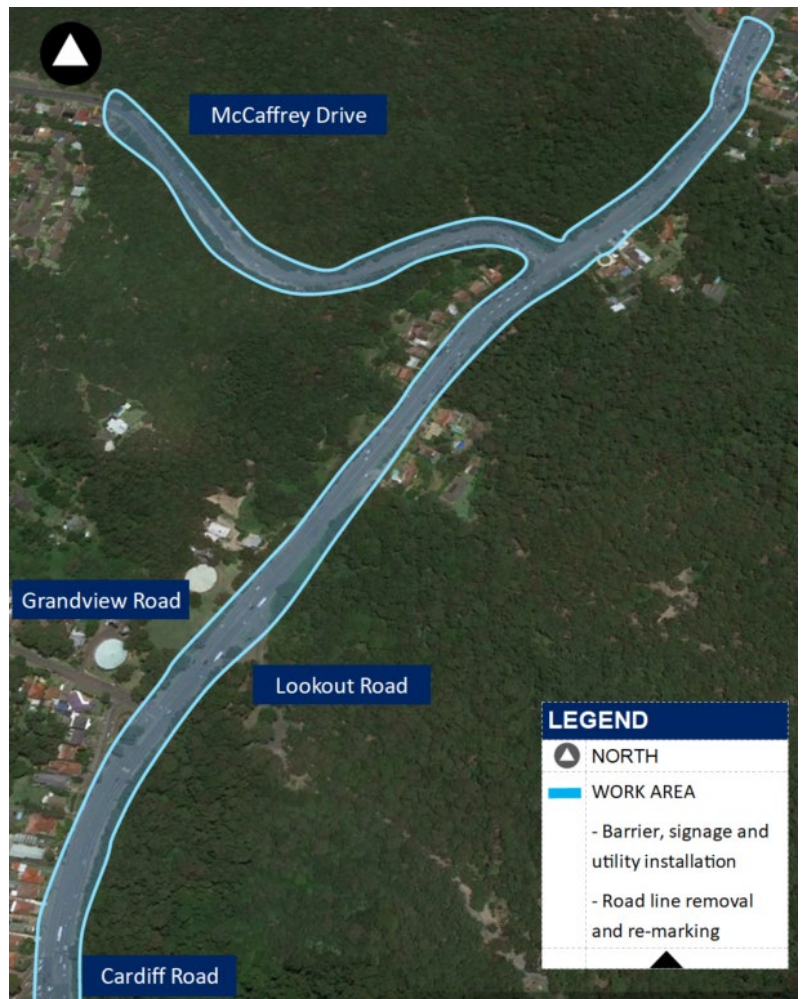 McCaffrey Drive
Grandview Road
Lookout Road
Cardiff Road
LEGEND
NORTH
WORK AREA
- Barrier, signage and
utility installation
- Road line removal
and re-marking